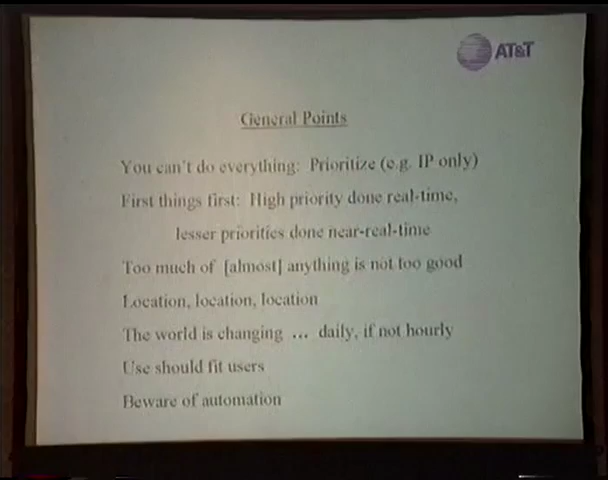 AT&T
General Points
You can't do everything: Prioritize (e.g. IP only)
First things first: High priority done real-time,
lesser priorities done near-real-time
Too much of [almost] anything is not too good
Location, location, location
The world is changing ... daily, if not hourly
Use should fit users
Beware of automation